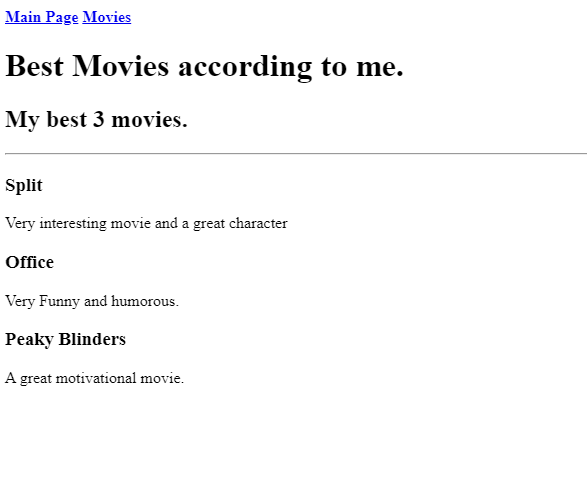 Main Page Movies
Best Movies according to me.
My best 3 movies.
Split
Very interesting movie and a great character
Office
Very Funny and humorous.
Peaky Blinders
A great motivational movie.